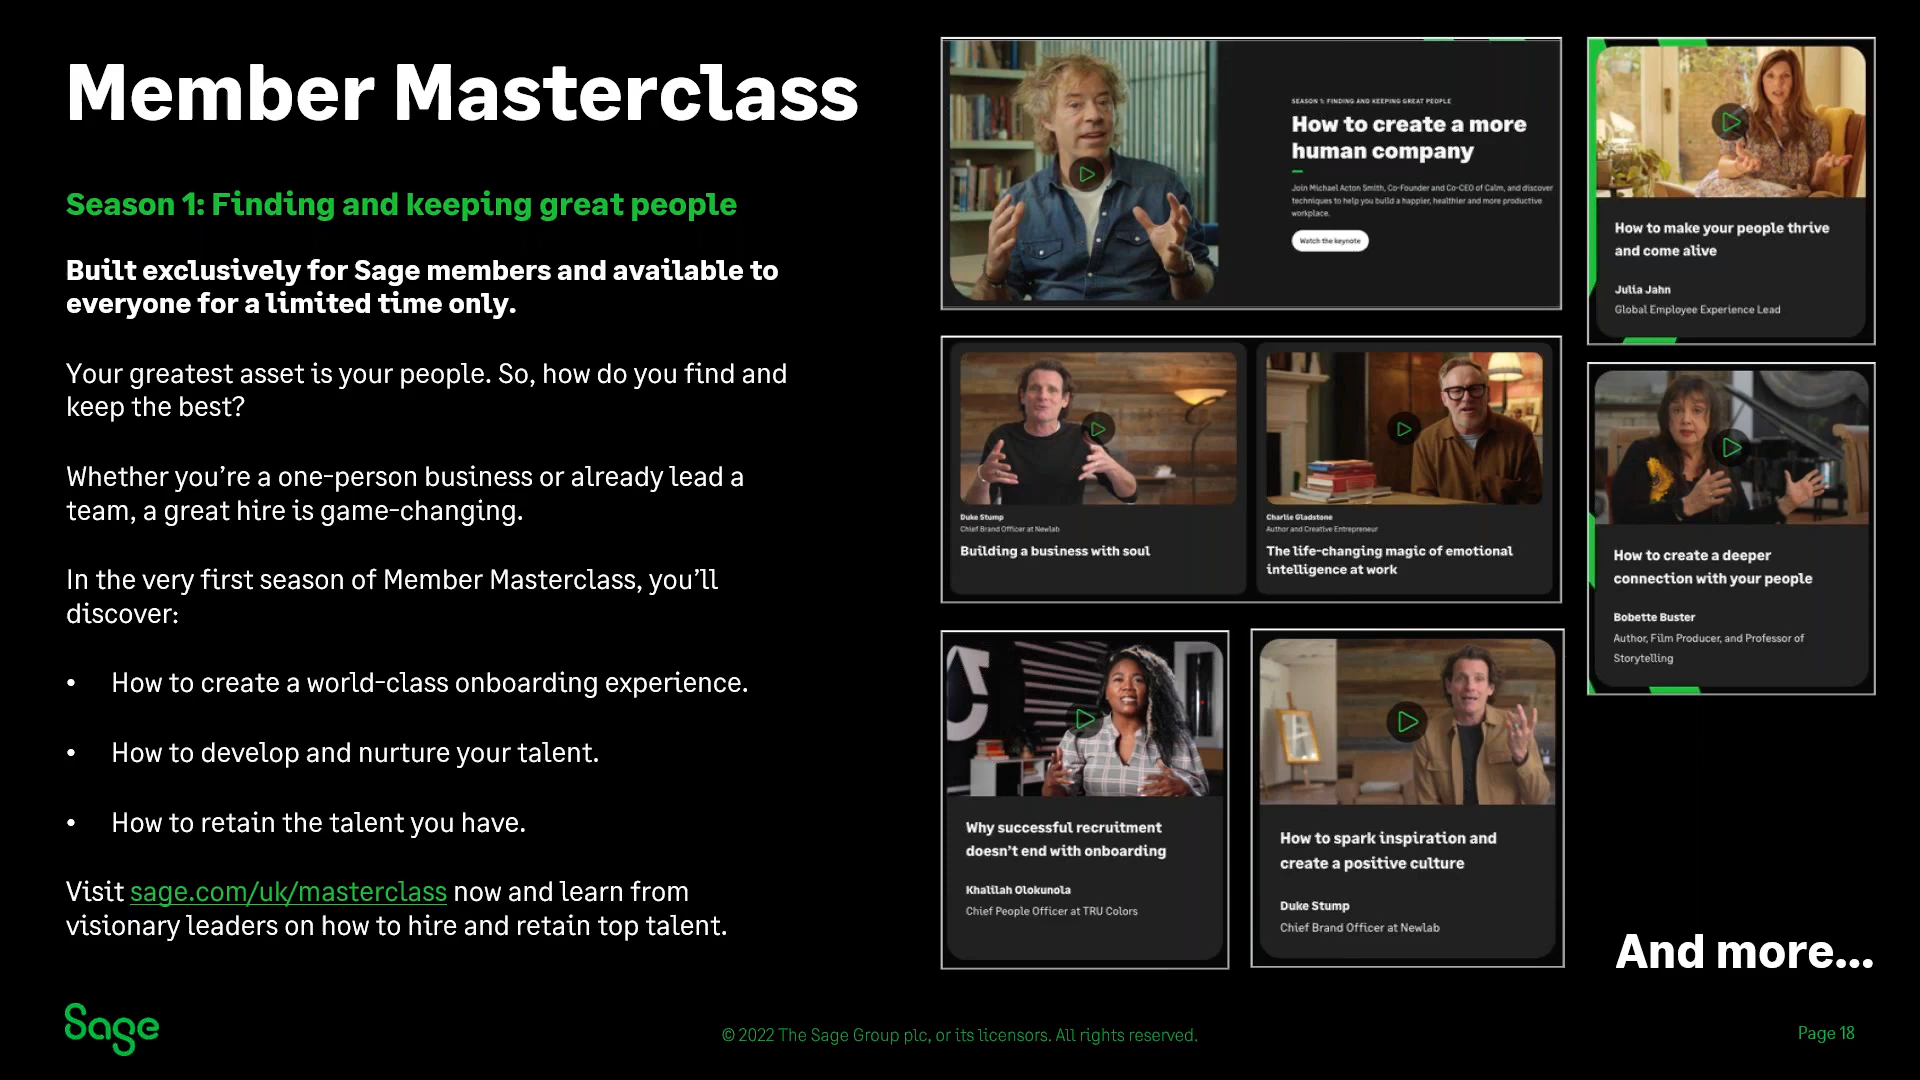 Member Masterclass
Season 1: Finding and keeping great people
Built exclusively for Sage members and available to
everyone for a limited time only.
Your greatest asset is your people. So, how do you find and
keep the best?
Whether you’re a one-person business or already lead a
team, a great hire is game-changing.
In the very first season of Member Masterclass, you’ll
discover:
• How to create a world-class onboarding experience.
• How to develop and nurture your talent.
• How to retain the talent you have.
Visit sage.com/uk/masterclass now and learn from
visionary leaders on how to hire and retain top talent.
SEASON 1: FINDING AND KEEPING GREAT PEOPLE
How to create a more
human company
Join Michael Acton Smith, Co-Founder and Co-CEO of Calm, and discover
techniques to help you build a happier, healthier and more productive
workplace.
Watch the keynote
How to make your people thrive
and come alive
Julia Jahn
Global Employee Experience Lead
Duke Stump
Chief Brand Officer at Newlab
Building a business with soul
Charlie Gladstone
Author and Creative Entrepreneur
The life-changing magic of emotional
intelligence at work
How to create a deeper
connection with your people
Bobette Buster
Author, Film Producer, and Professor of
Storytelling
Why successful recruitment
doesn’t end with onboarding
Khalilah Olokunola
Chief People Officer at TRU Colors
How to spark inspiration and
create a positive culture
Duke Stump
Chief Brand Officer at Newlab
And more...
Sage
© 2022 The Sage Group plc, or its licensors. All rights reserved.
Page 18